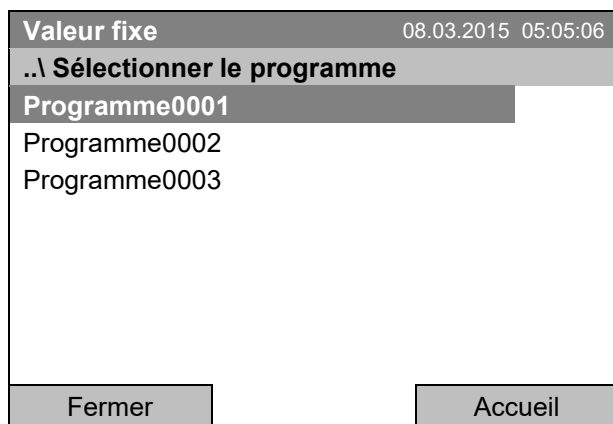 Valeur fixe 08.03.2015 05:05:06
..\ Sélectionner le programme
Programme0001
Programme0002
Programme0003
Fermer Accueil